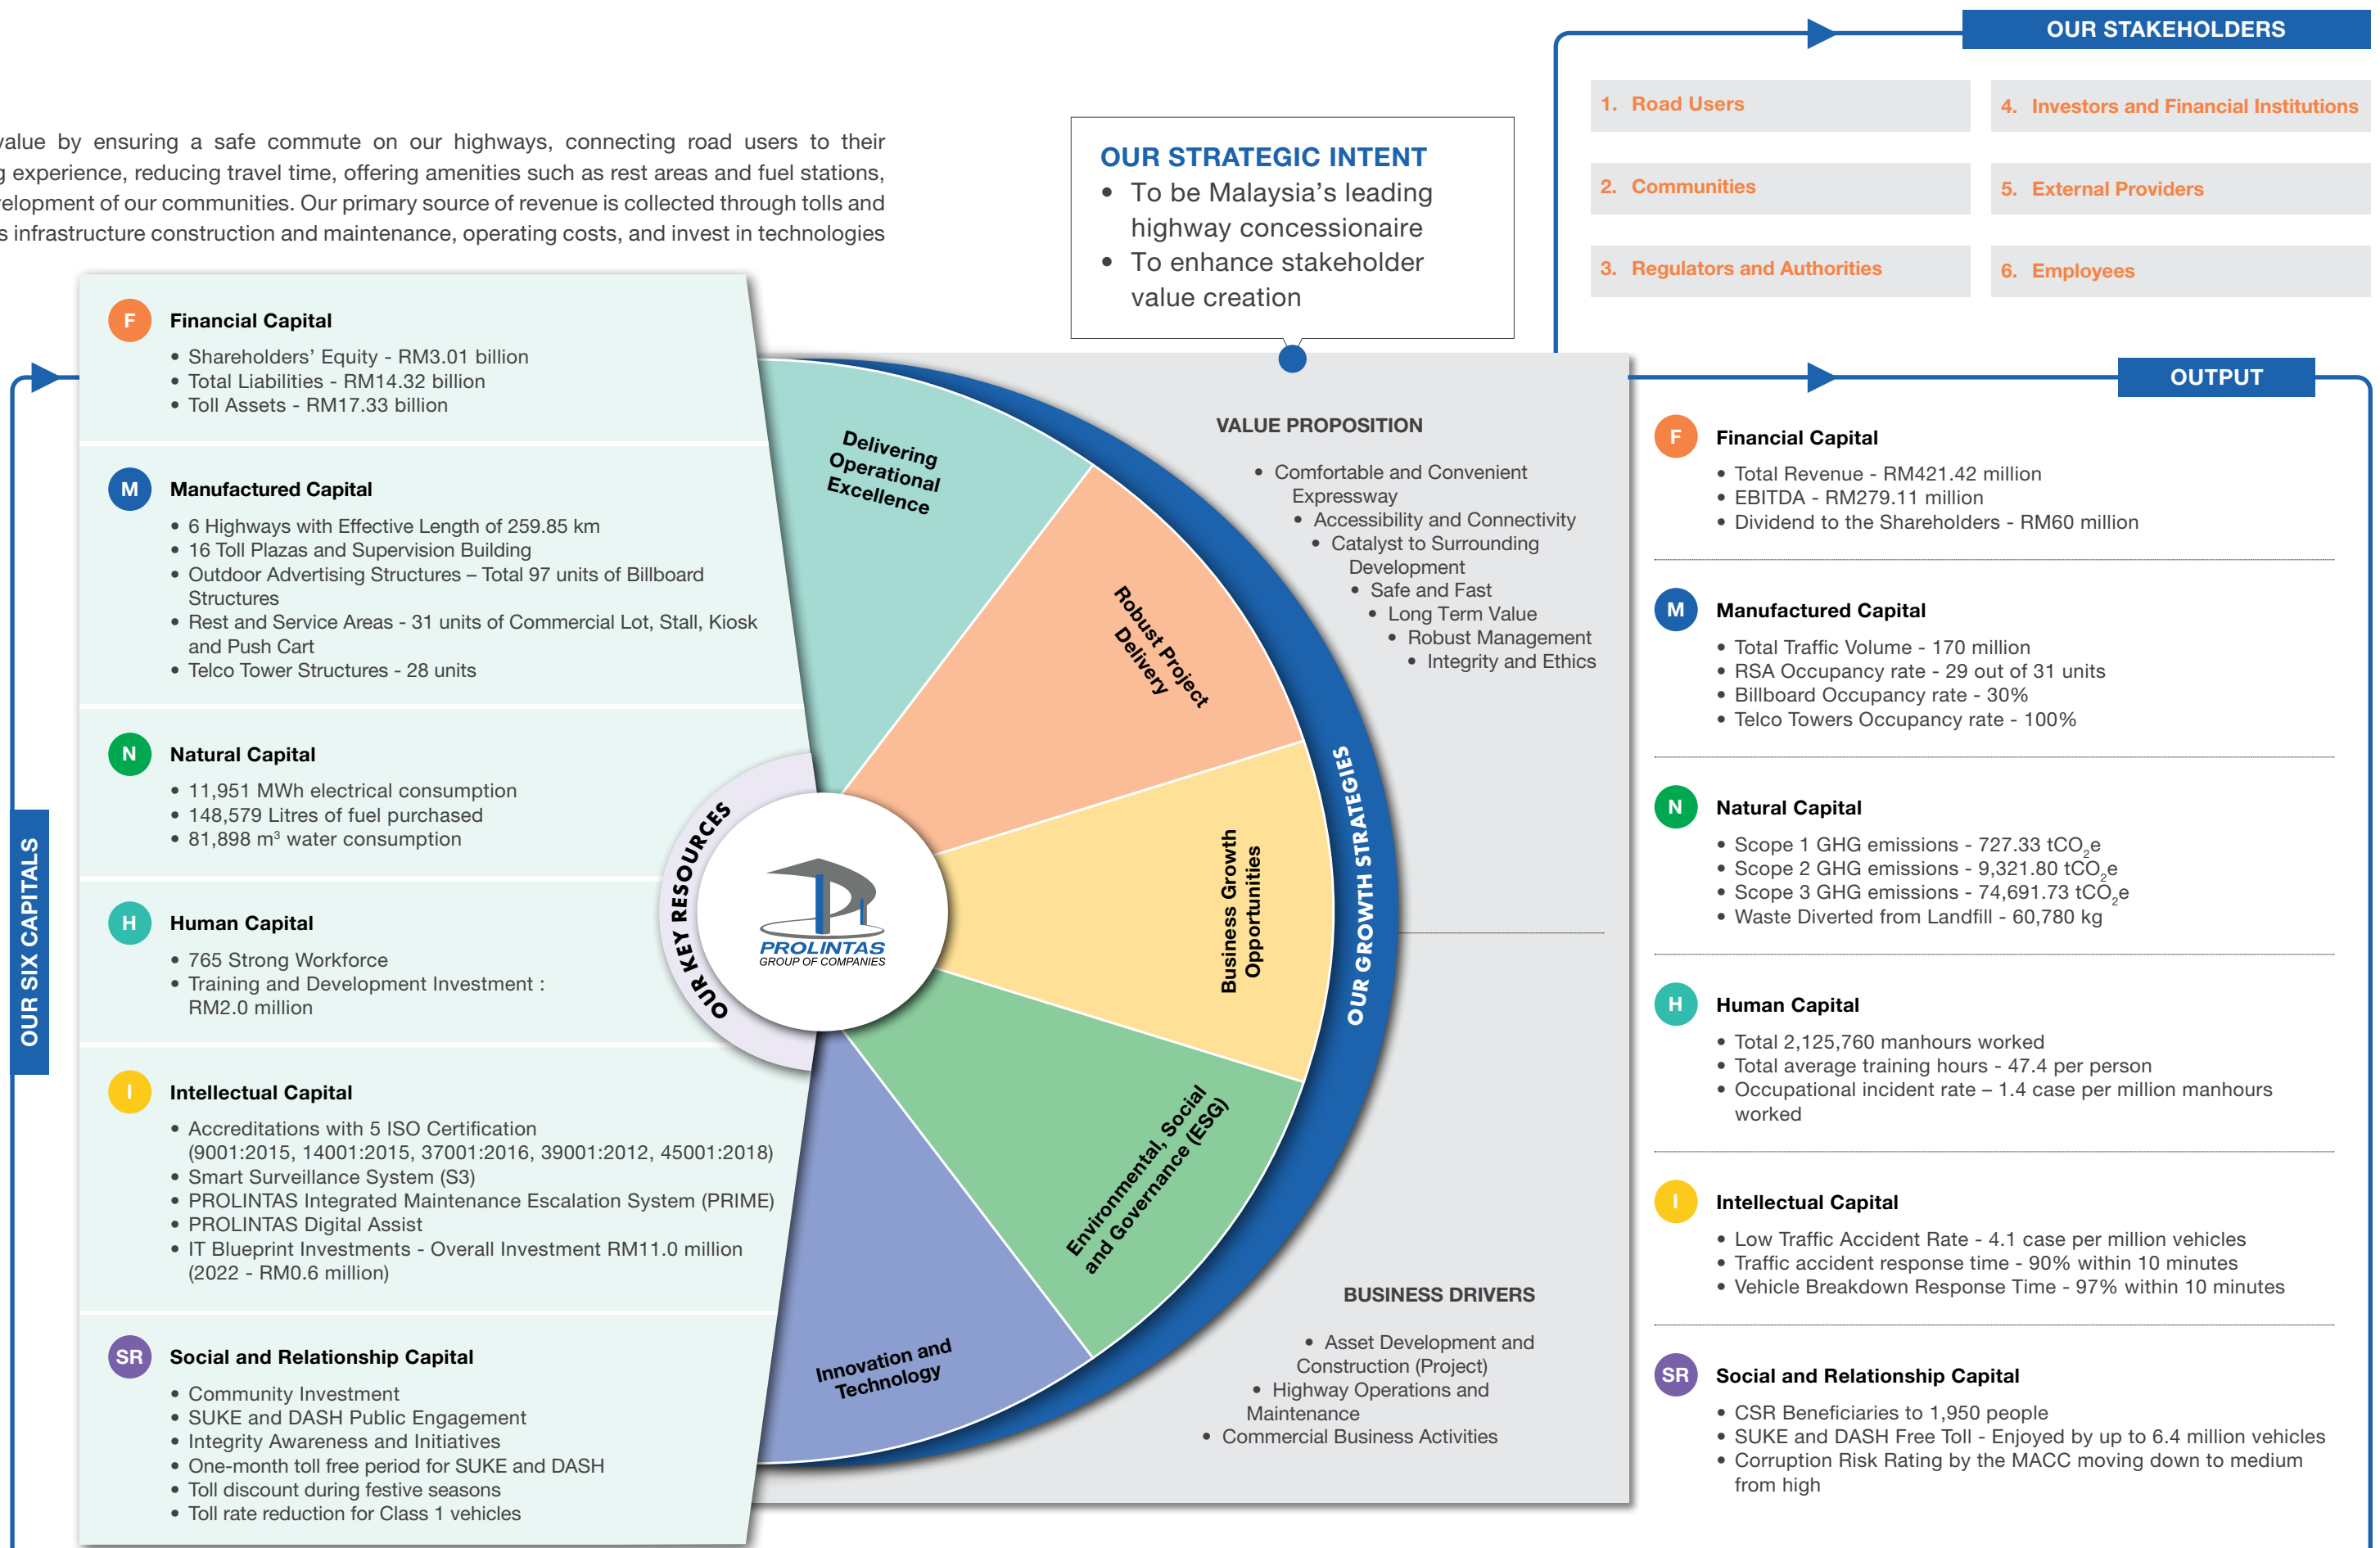 value by ensuring a safe commute on our highways, connecting road users to their
g experience, reducing travel time, offering amenities such as rest areas and fuel stations,
velopment of our communities. Our primary source of revenue is collected through tolls and
s infrastructure construction and maintenance, operating costs, and invest in technologies
OUR STRATEGIC INTENT
• To be Malaysia’s leading
highway concessionaire
• To enhance stakeholder
value creation
OUR STAKEHOLDERS
1. Road Users
2. Communities
3. Regulators and Authorities
4. Investors and Financial Institutions
5. External Providers
6. Employees
OUR SIX CAPITALS
F Financial Capital
• Shareholders’ Equity - RM3.01 billion
• Total Liabilities - RM14.32 billion
• Toll Assets - RM17.33 billion
M Manufactured Capital
• 6 Highways with Effective Length of 259.85 km
• 16 Toll Plazas and Supervision Building
• Outdoor Advertising Structures – Total 97 units of Billboard
Structures
• Rest and Service Areas - 31 units of Commercial Lot, Stall, Kiosk
and Push Cart
• Telco Tower Structures - 28 units
N Natural Capital
• 11,951 MWh electrical consumption
• 148,579 Litres of fuel purchased
• 81,898 m³ water consumption
H Human Capital
• 765 Strong Workforce
• Training and Development Investment :
RM2.0 million
I Intellectual Capital
• Accreditations with 5 ISO Certification
(9001:2015, 14001:2015, 37001:2016, 39001:2012, 45001:2018)
• Smart Surveillance System (S3)
• PROLINTAS Integrated Maintenance Escalation System (PRIME)
• PROLINTAS Digital Assist
• IT Blueprint Investments - Overall Investment RM11.0 million
(2022 - RM0.6 million)
SR Social and Relationship Capital
• Community Investment
• SUKE and DASH Public Engagement
• Integrity Awareness and Initiatives
• One-month toll free period for SUKE and DASH
• Toll discount during festive seasons
• Toll rate reduction for Class 1 vehicles
OUR KEY RESOURCES
PROLINTAS
GROUP OF COMPANIES
Delivering
Operational
Excellence
Robust Project
Delivery
Business Growth
Opportunities
Environmental, Social
and Governance (ESG)
Innovation and
Technology
OUR GROWTH STRATEGIES
VALUE PROPOSITION
• Comfortable and Convenient
Expressway
• Accessibility and Connectivity
• Catalyst to Surrounding
Development
• Safe and Fast
• Long Term Value
• Robust Management
• Integrity and Ethics
BUSINESS DRIVERS
• Asset Development and
Construction (Project)
• Highway Operations and
Maintenance
• Commercial Business Activities
OUTPUT
F Financial Capital
• Total Revenue - RM421.42 million
• EBITDA - RM279.11 million
• Dividend to the Shareholders - RM60 million
M Manufactured Capital
• Total Traffic Volume - 170 million
• RSA Occupancy rate - 29 out of 31 units
• Billboard Occupancy rate - 30%
• Telco Towers Occupancy rate - 100%
N Natural Capital
• Scope 1 GHG emissions - 727.33 tCO₂e
• Scope 2 GHG emissions - 9,321.80 tCO₂e
• Scope 3 GHG emissions - 74,691.73 tCO₂e
• Waste Diverted from Landfill - 60,780 kg
H Human Capital
• Total 2,125,760 manhours worked
• Total average training hours - 47.4 per person
• Occupational incident rate – 1.4 case per million manhours
worked
I Intellectual Capital
• Low Traffic Accident Rate - 4.1 case per million vehicles
• Traffic accident response time - 90% within 10 minutes
• Vehicle Breakdown Response Time - 97% within 10 minutes
SR Social and Relationship Capital
• CSR Beneficiaries to 1,950 people
• SUKE and DASH Free Toll - Enjoyed by up to 6.4 million vehicles
• Corruption Risk Rating by the MACC moving down to medium
from high